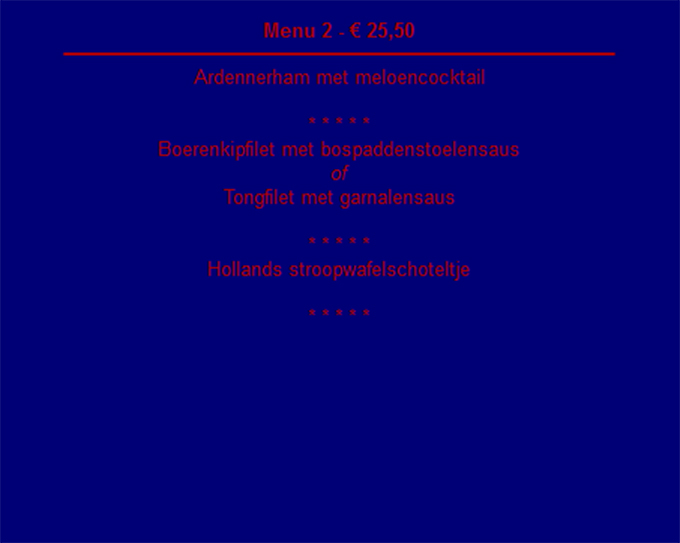 Menu 2 - € 25,50
Ardennerham met meloencocktail
* * * * *
Boerenkipfilet met bospaddenstoelensaus
of
Tongfilet met garnalensaus
* * * * *
Hollands stroopwafelschoteltje
* * * * *